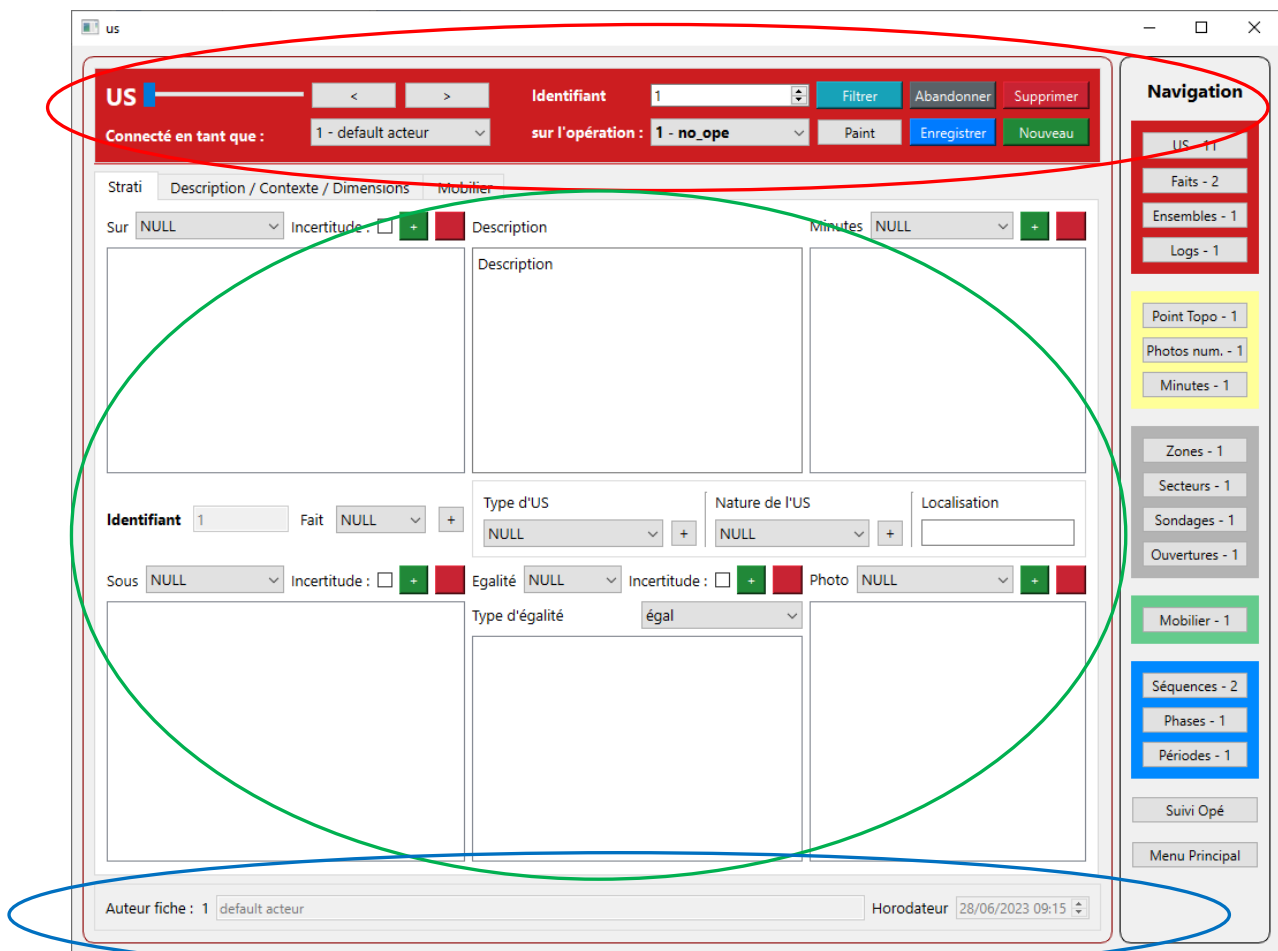 us
US < > Identifiant 1 Filtrer Abandonner Supprimer
Connecté en tant que : 1 - default acteur sur l'opération : 1 - no_ope Paint Enregistrer Nouveau
Strati Description / Contexte / Dimensions Mobilier
Sur NULL Incertitude : + Description Minutes NULL +
Description
Identifiant 1 Fait NULL +
Type d'US Nature de l'US Localisation
NULL + NULL +
Sous NULL Incertitude : + Egalité NULL Incertitude : + Photo NULL +
Type d'égalité égal
Auteur fiche : 1 default acteur Horodateur 28/06/2023 09:15
Navigation
US - 11
Faits - 2
Ensembles - 1
Logs - 1
Point Topo - 1
Photos num. - 1
Minutes - 1
Zones - 1
Secteurs - 1
Sondages - 1
Ouvertures - 1
Mobilier - 1
Séquences - 2
Phases - 1
Périodes - 1
Suivi Opé
Menu Principal